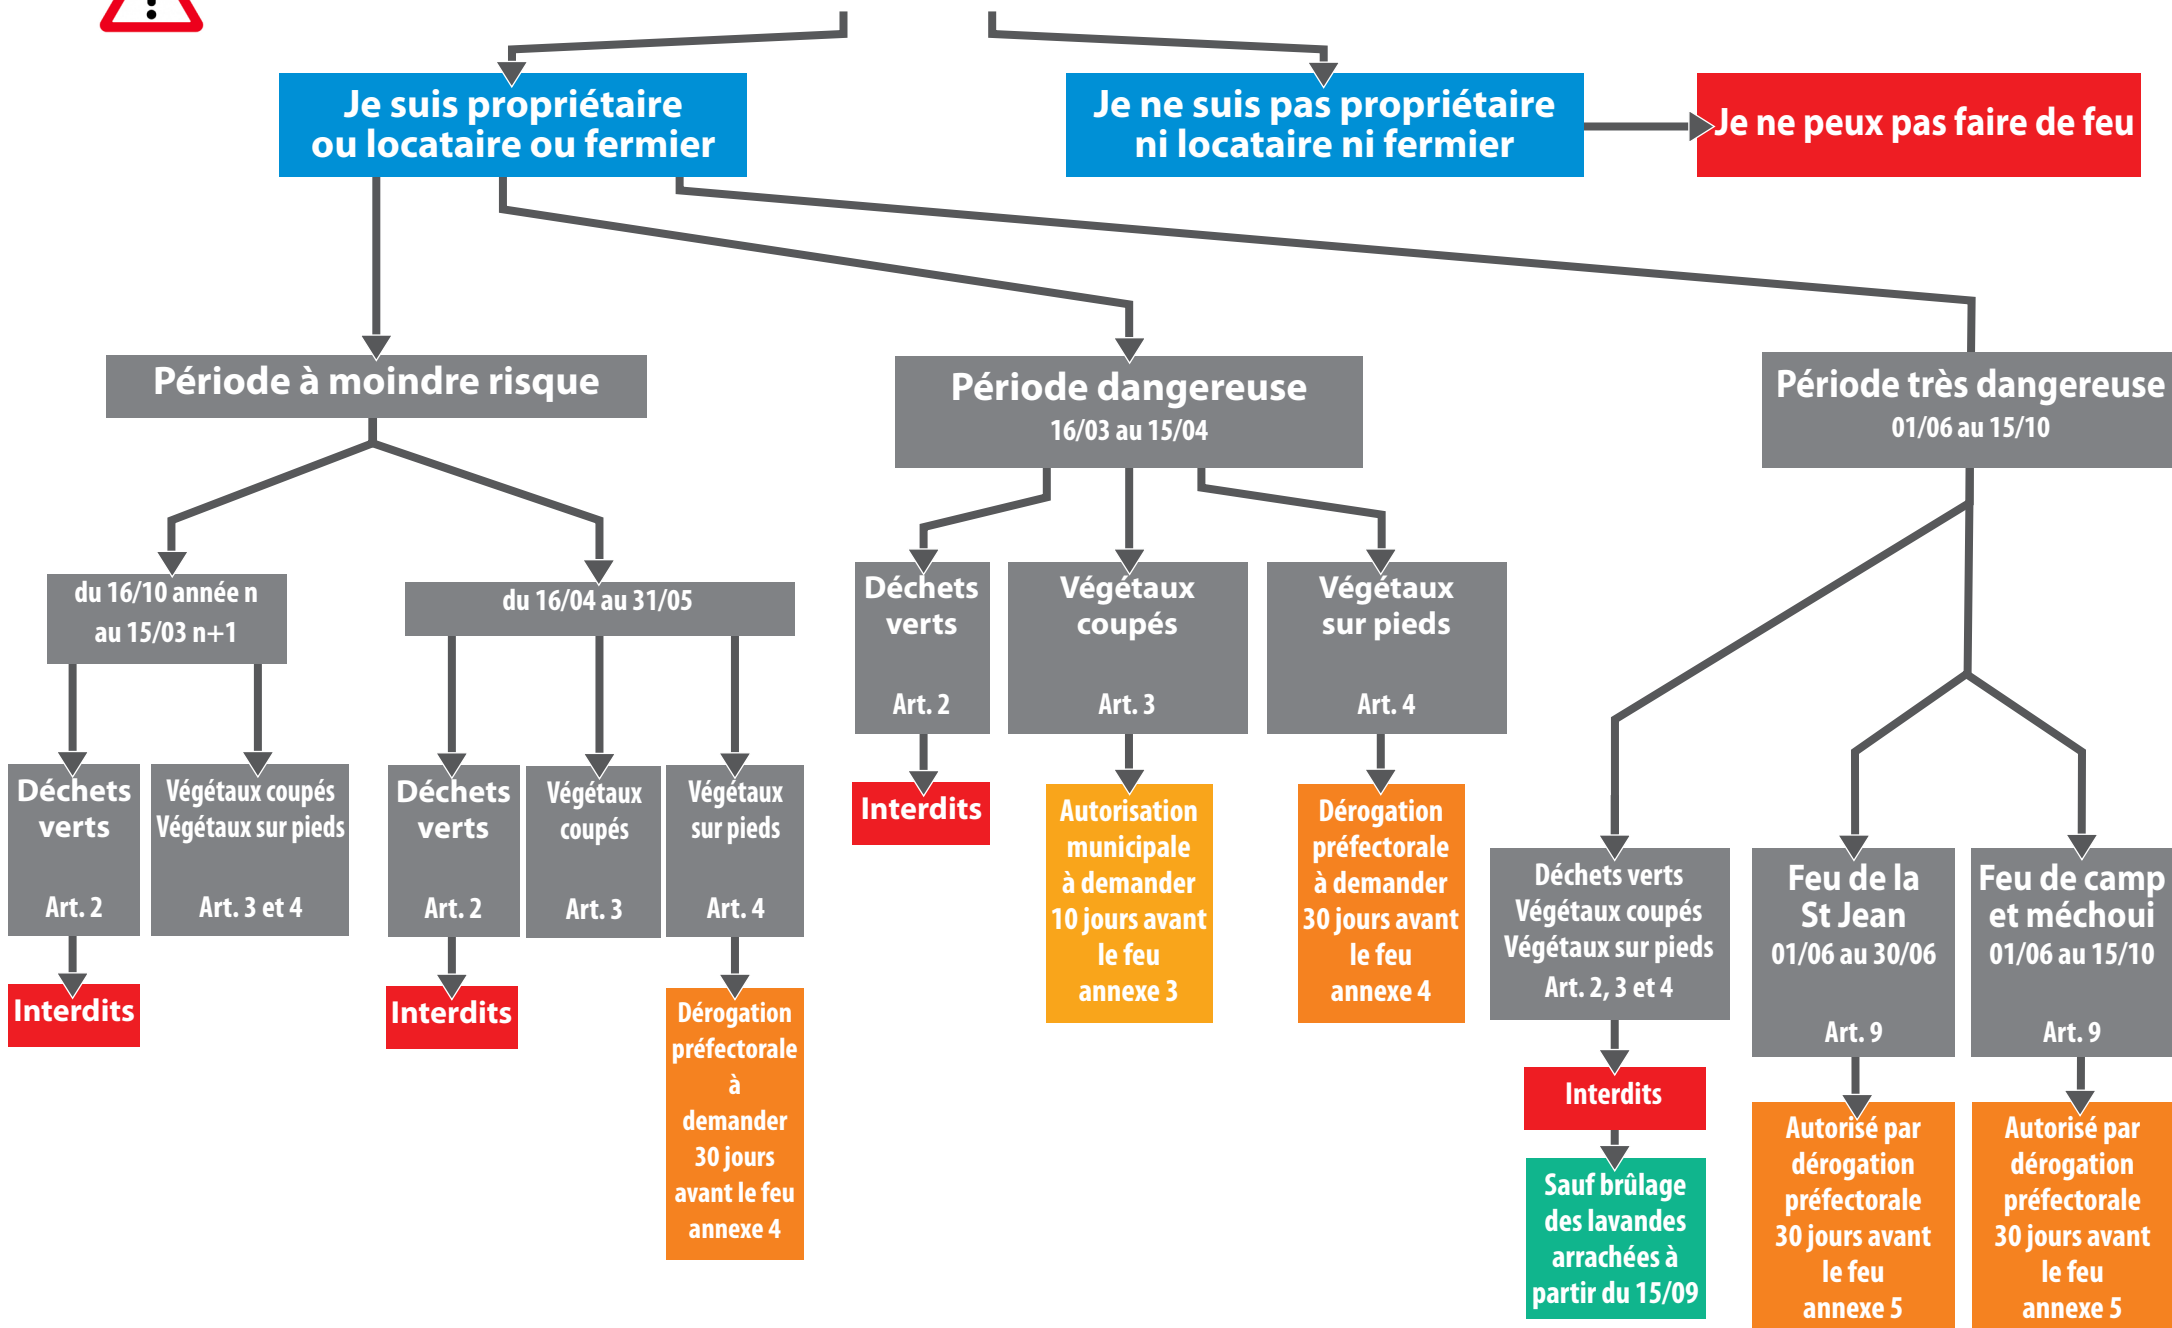 Je suis propriétaire
ou locataire ou fermier
Je ne suis pas propriétaire
ni locataire ni fermier
Je ne peux pas faire de feu
Période à moindre risque
Période dangereuse
16/03 au 15/04
Période très dangereuse
01/06 au 15/10
du 16/10 année n
au 15/03 n+1
du 16/04 au 31/05
Déchets
verts
Art. 2
Végétaux
coupés
Art. 3
Végétaux
sur pieds
Art. 4
Déchets
verts
Art. 2
Végétaux coupés
Végétaux sur pieds
Art. 3 et 4
Déchets
verts
Art. 2
Végétaux
coupés
Art. 3
Végétaux
sur pieds
Art. 4
Interdits
Autorisation
municipale
à demander
10 jours avant
le feu
annexe 3
Dérogation
préfectorale
à demander
30 jours avant
le feu
annexe 4
Déchets verts
Végétaux coupés
Végétaux sur pieds
Art. 2, 3 et 4
Feu de la
St Jean
01/06 au 30/06
Art. 9
Feu de camp
et méchoui
01/06 au 15/10
Art. 9
Interdits
Interdits
Dérogation
préfectorale
à
demander
30 jours
avant le feu
annexe 4
Interdits
Sauf brûlage
des lavandes
arrachées à
partir du 15/09
Autorisé par
dérogation
préfectorale
30 jours avant
le feu
annexe 5
Autorisé par
dérogation
préfectorale
30 jours avant
le feu
annexe 5